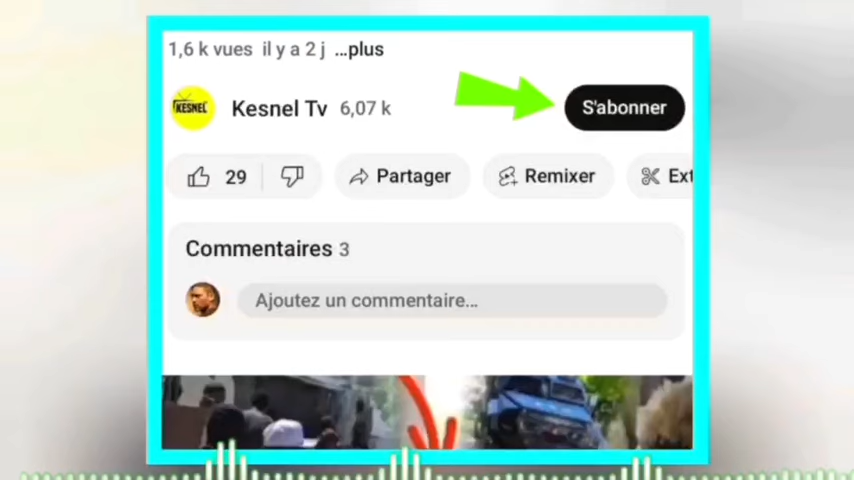 1,6 k vues il y a 2 j ...plus
KESNEL
Kesnel Tv 6,07 k
S'abonner
29
Partager
Remixer
Ext
Commentaires 3
Ajoutez un commentaire...